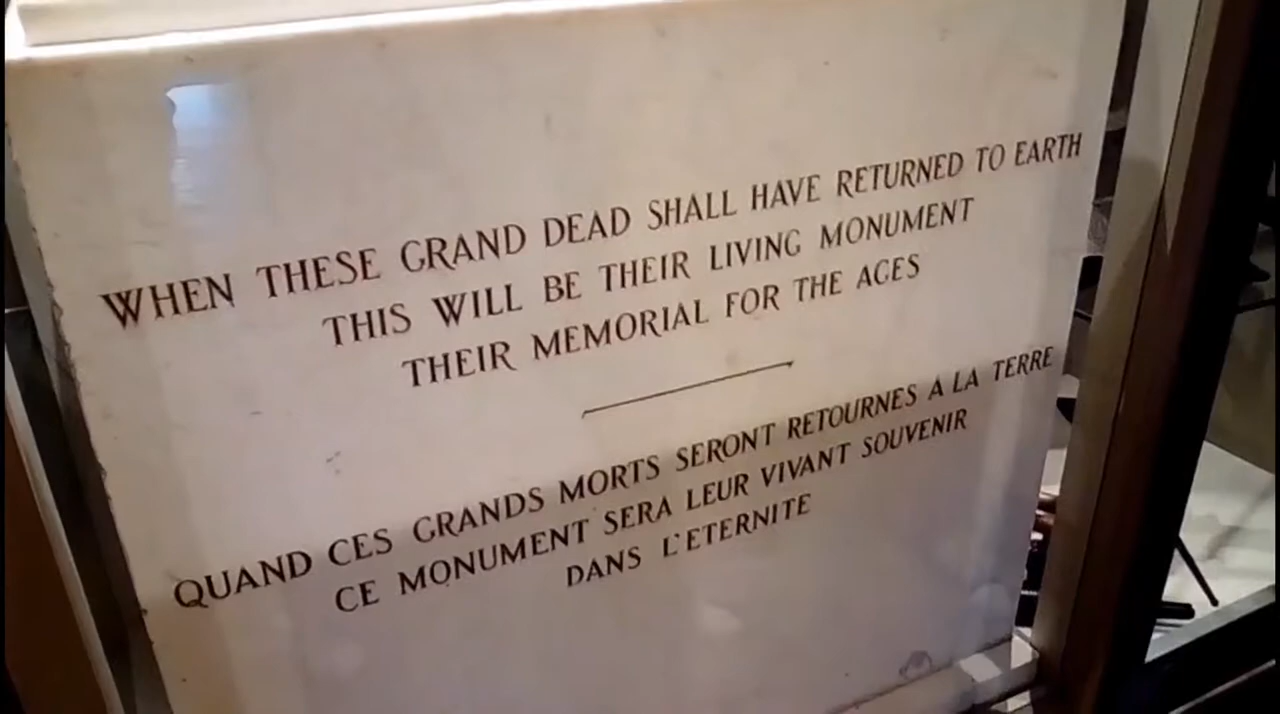 WHEN THESE GRAND DEAD SHALL HAVE RETURNED TO EARTH
THIS WILL BE THEIR LIVING MONUMENT
THEIR MEMORIAL FOR THE AGES
QUAND CES GRANDS MORTS SERONT RETOURNES A LA TERRE
CE MONUMENT SERA LEUR VIVANT SOUVENIR
DANS L'ETERNITE